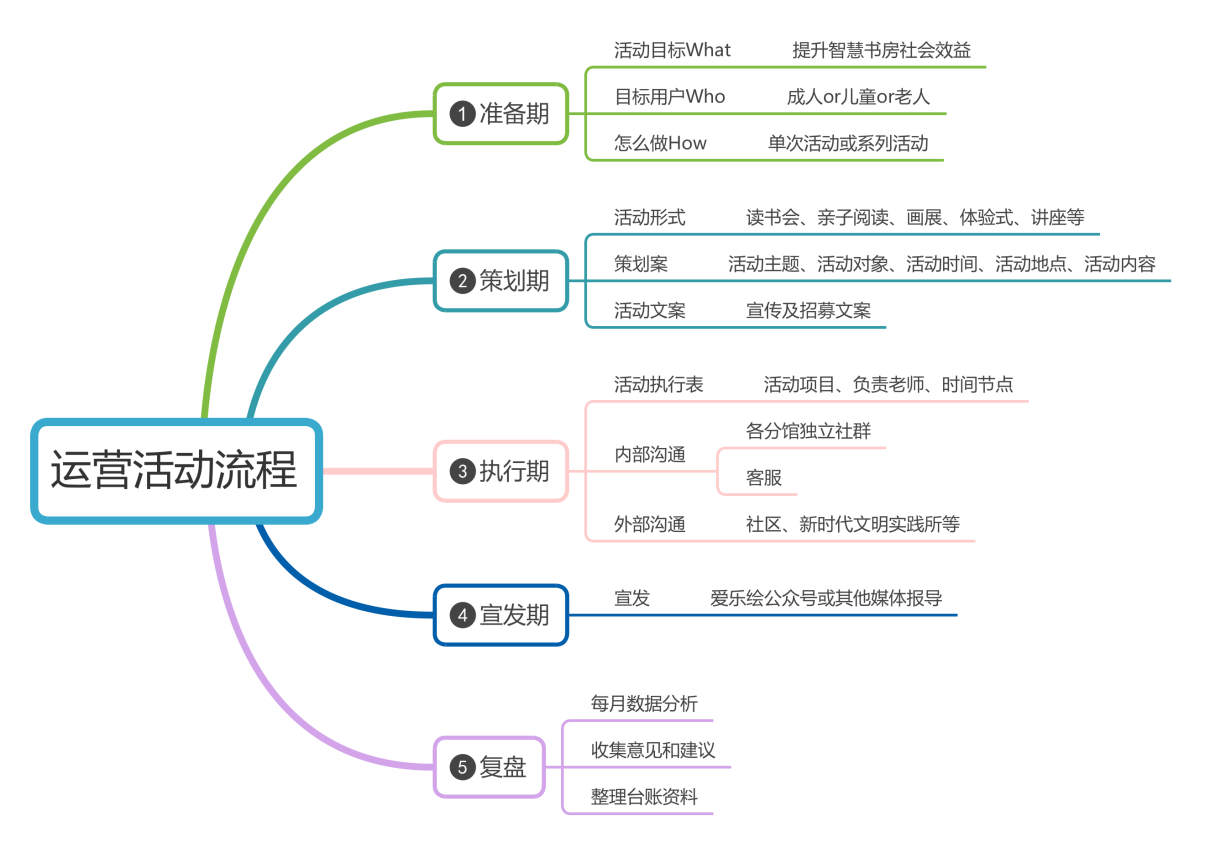 运营活动流程
1 准备期
活动目标What 提升智慧书房社会效益
目标用户Who 成人or儿童or老人
怎么做How 单次活动或系列活动
2 策划期
活动形式 读书会、亲子阅读、画展、体验式、讲座等
策划案 活动主题、活动对象、活动时间、活动地点、活动内容
活动文案 宣传及招募文案
3 执行期
活动执行表 活动项目、负责老师、时间节点
内部沟通
各分馆独立社群
客服
外部沟通 社区、新时代文明实践所等
4 宣发期
宣发 爱乐绘公众号或其他媒体报导
5 复盘
每月数据分析
收集意见和建议
整理台账资料